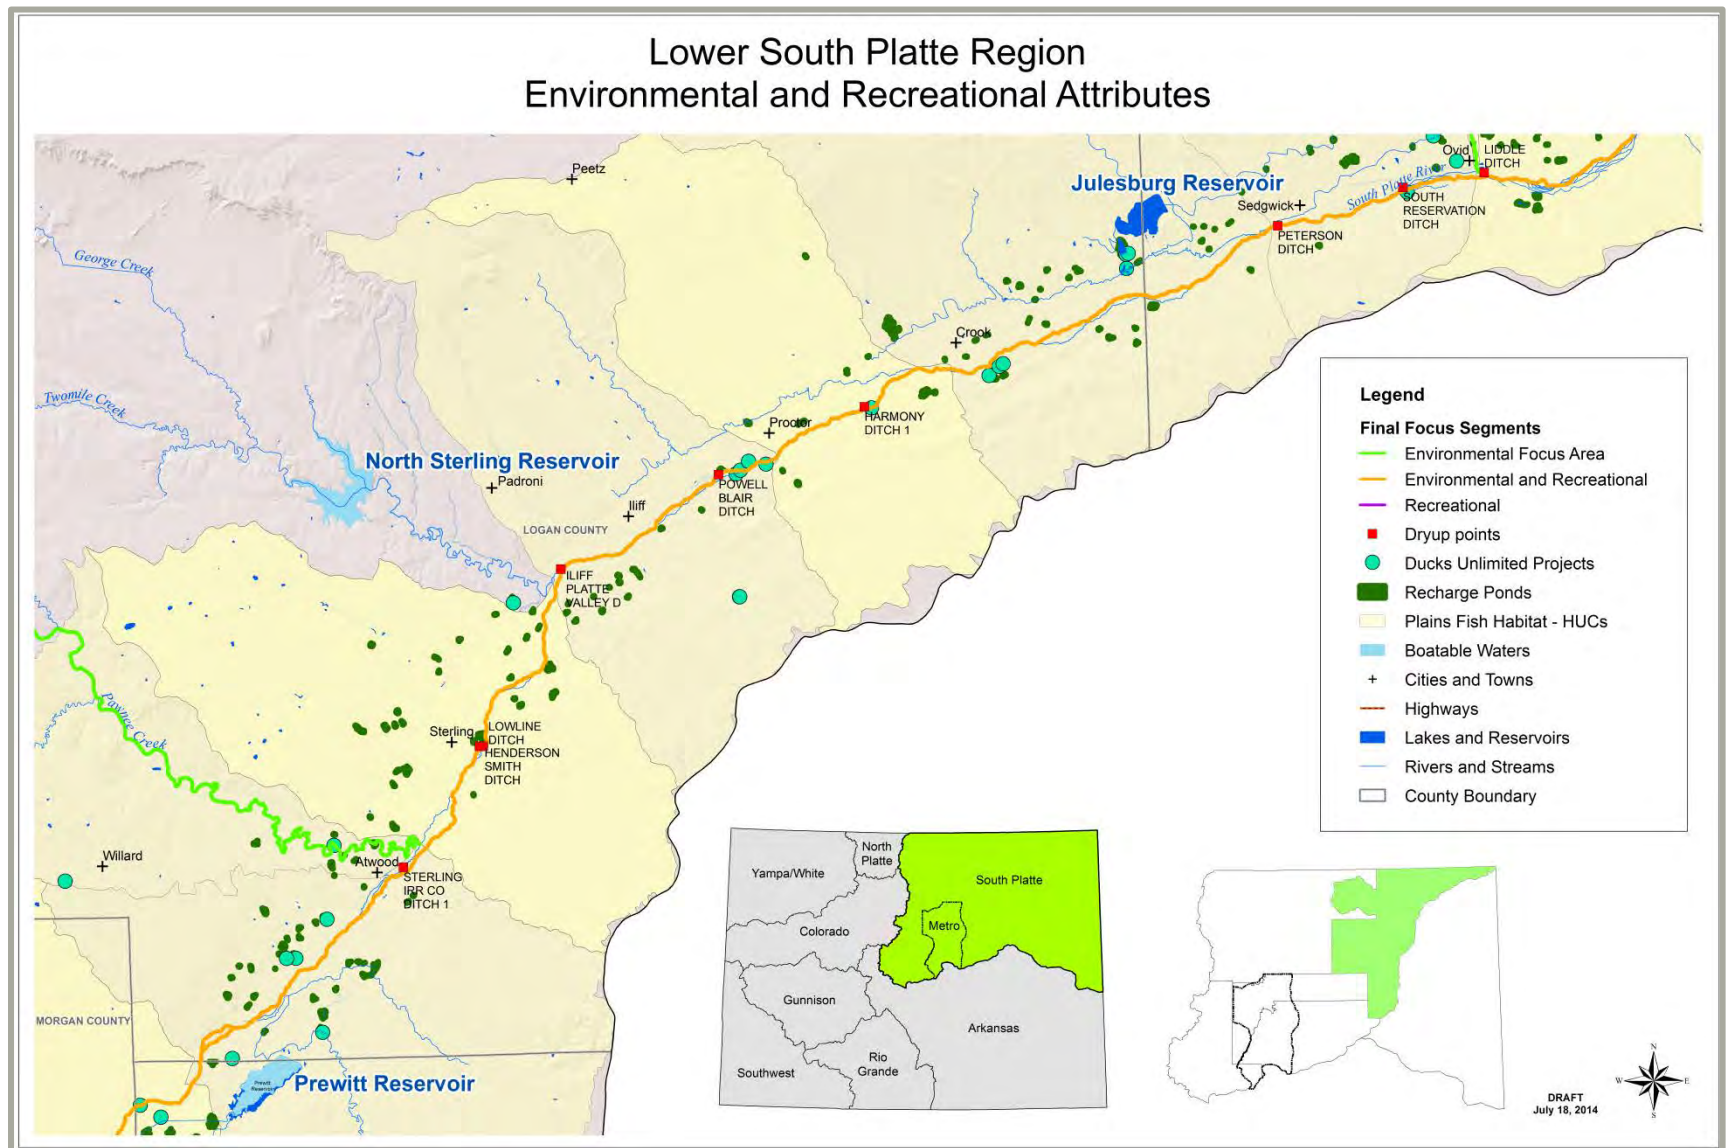 Lower South Platte Region
Environmental and Recreational Attributes
Peetz
Julesburg Reservoir
Ovid
LIDDLE
DITCH
South Platte River
Sedgwick
SOUTH
RESERVATION
DITCH
PETERSON
DITCH
George Creek
Crook
Twomile Creek
HARMONY
DITCH 1
Proctor
North Sterling Reservoir
Padroni
POWELL
BLAIR
DITCH
Iliff
LOGAN COUNTY
ILIFF
PLATTE
VALLEY D
Pawnee Creek
Sterling
LOWLINE
DITCH
HENDERSON
SMITH
DITCH
Willard
Atwood
STERLING
IRR CO
DITCH 1
MORGAN COUNTY
Prewitt
Reservoir
Prewitt Reservoir
Legend
Final Focus Segments
Environmental Focus Area
Environmental and Recreational
Recreational
Dryup points
Ducks Unlimited Projects
Recharge Ponds
Plains Fish Habitat - HUCs
Boatable Waters
Cities and Towns
Highways
Lakes and Reservoirs
Rivers and Streams
County Boundary
North
Platte
Yampa/White
South Platte
Metro
Colorado
Gunnison
Arkansas
Rio
Grande
Southwest
N
W
E
S
DRAFT
July 18, 2014